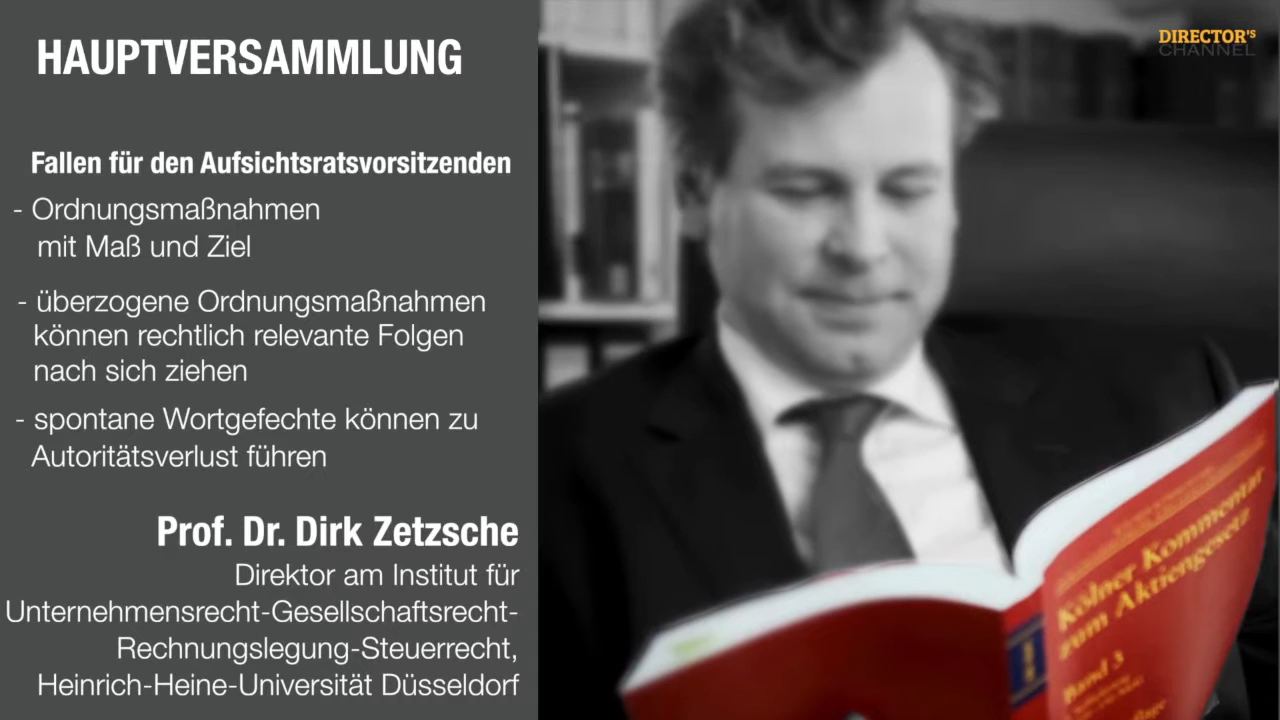 HAUPTVERSAMMLUNG
Fallen für den Aufsichtsratsvorsitzenden
- Ordnungsmaßnahmen
mit Maß und Ziel
- überzogene Ordnungsmaßnahmen
können rechtlich relevante Folgen
nach sich ziehen
- spontane Wortgefechte können zu
Autoritätsverlust führen
Prof. Dr. Dirk Zetzsche
Direktor am Institut für
Unternehmensrecht-Gesellschaftsrecht-
Rechnungslegung-Steuerrecht,
Heinrich-Heine-Universität Düsseldorf
DIRECTOR's
CHANNEL
Kölner Kommentar
zum Aktiengesetz
Band 3